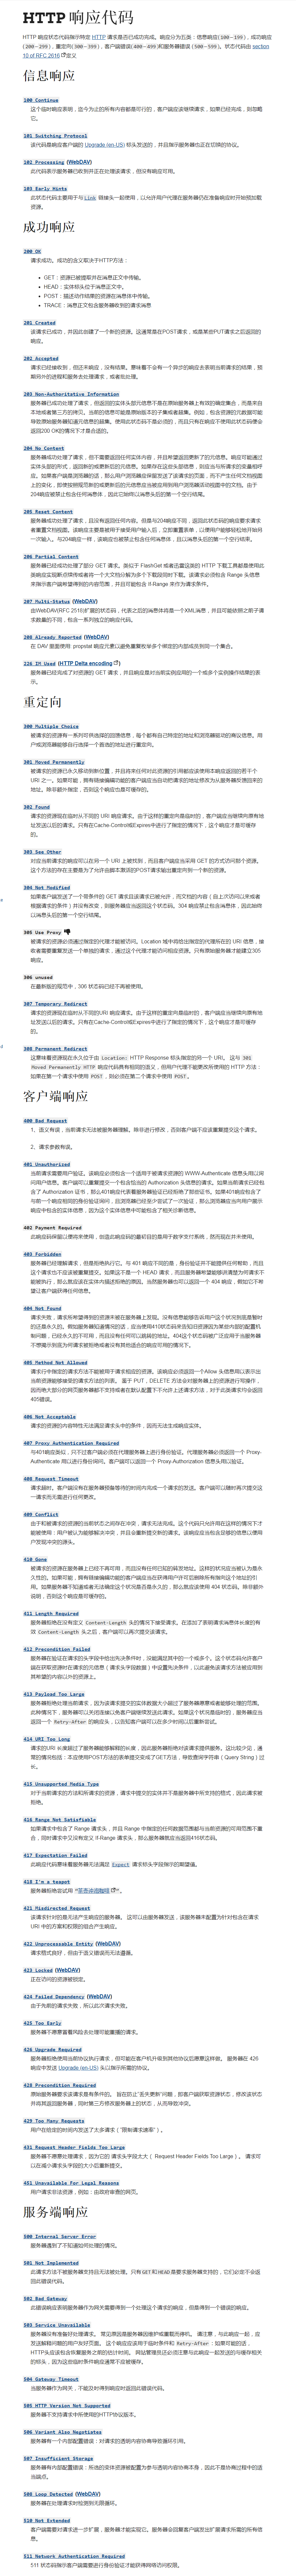 HTTP 响应代码
HTTP 响应状态代码指示特定 HTTP 请求是否已成功完成。响应分为五类：信息响应(100–199)，成功响应
(200–299)，重定向(300–399)，客户端错误(400–499)和服务器错误 (500–599)。状态代码由 section
10 of RFC 2616 定义
信息响应
100 Continue
这个临时响应表明，迄今为止的所有内容都是可行的，客户端应该继续请求，如果已经完成，则忽略
它。
101 Switching Protocol
该代码是响应客户端的 Upgrade (en-US) 标头发送的，并且指示服务器也正在切换的协议。
102 Processing (WebDAV)
此代码表示服务器已收到并正在处理该请求，但没有响应可用。
103 Early Hints
此状态代码主要用于与Link 链接头一起使用，以允许用户代理在服务器仍在准备响应时开始预加载
资源。
成功响应
200 OK
请求成功。成功的含义取决于HTTP方法：
GET：资源已被提取并在消息正文中传输。
HEAD：实体标头位于消息正文中。
POST：描述动作结果的资源在消息体中传输。
TRACE：消息正文包含服务器收到的请求消息
201 Created
该请求已成功，并因此创建了一个新的资源。这通常是在POST请求，或是某些PUT请求之后返回的
响应。
202 Accepted
请求已经接收到，但还未响应，没有结果。意味着不会有一个异步的响应去表明当前请求的结果，预
期另外的进程和服务去处理请求，或者批处理。
203 Non-Authoritative Information
服务器已成功处理了请求，但返回的实体头部元信息不是在原始服务器上有效的确定集合，而是来自
本地或者第三方的拷贝。当前的信息可能是原始版本的子集或者超集。例如，包含资源的元数据可能
导致原始服务器知道元信息的超集。使用此状态码不是必须的，而且只有在响应不使用此状态码便会
返回200 OK的情况下才是合适的。
204 No Content
服务器成功处理了请求，但不需要返回任何实体内容，并且希望返回更新了的元信息。响应可能通过
实体头部的形式，返回新的或更新后的元信息。如果存在这些头部信息，则应当与所请求的变量相呼
应。如果客户端是浏览器的话，那么用户浏览器应保留发送了该请求的页面，而不产生任何文档视图
上的变化，即使按照规范新的或更新后的元信息应当被应用到用户浏览器活动视图中的文档。由于
204响应被禁止包含任何消息体，因此它始终以消息头后的第一个空行结尾。
205 Reset Content
服务器成功处理了请求，且没有返回任何内容。但是与204响应不同，返回此状态码的响应要求请求
者重置文档视图。该响应主要是被用于接受用户输入后，立即重置表单，以便用户能够轻松地开始另
一次输入。与204响应一样，该响应也被禁止包含任何消息体，且以消息头后的第一个空行结束。
206 Partial Content
服务器已经成功处理了部分 GET 请求。类似于 FlashGet 或者迅雷这类的 HTTP 下载工具都是使用此
类响应实现断点续传或者将一个大文档分解为多个下载段同时下载。该请求必须包含 Range 头信息
来指示客户端希望得到的内容范围，并且可能包含 If-Range 来作为请求条件。
207 Multi-Status (WebDAV)
由WebDAV(RFC 2518)扩展的状态码，代表之后的消息体将是一个XML消息，并且可能依照之前子请
求数量的不同，包含一系列独立的响应代码。
208 Already Reported (WebDAV)
在 DAV 里面使用: propstat 响应元素以避免重复枚举多个绑定的内部成员到同一个集合。
226 IM Used (HTTP Delta encoding)
服务器已经完成了对资源的 GET 请求，并且响应是对当前实例应用的一个或多个实例操作结果的表
示。
重定向
300 Multiple Choice
被请求的资源有一系列可供选择的回馈信息，每个都有自己特定的地址和浏览器驱动的商议信息。用
户或浏览器能够自行选择一个首选的地址进行重定向。
301 Moved Permanently
被请求的资源已永久移动到新位置，并且将来任何对此资源的引用都应该使用本响应返回的若干个
URI 之一。如果可能，拥有链接编辑功能的客户端应当自动把请求的地址修改为从服务器反馈回来的
地址。除非额外指定，否则这个响应也是可缓存的。
302 Found
请求的资源现在临时从不同的 URI 响应请求。由于这样的重定向是临时的，客户端应当继续向原有地
址发送以后的请求。只有在Cache-Control或Expires中进行了指定的情况下，这个响应才是可缓存
的。
303 See Other
对应当前请求的响应可以在另一个 URI 上被找到，而且客户端应当采用 GET 的方式访问那个资源。
这个方法的存在主要是为了允许由脚本激活的POST请求输出重定向到一个新的资源。
304 Not Modified
如果客户端发送了一个带条件的 GET 请求且该请求已被允许，而文档的内容（自上次访问以来或者
根据请求的条件）并没有改变，则服务器应当返回这个状态码。304 响应禁止包含消息体，因此始终
以消息头后的第一个空行结尾。
305 Use Proxy
被请求的资源必须通过指定的代理才能被访问。Location 域中将给出指定的代理所在的 URI 信息，接
收者需要重复发送一个单独的请求，通过这个代理才能访问相应资源。只有原始服务器才能建立305
响应。
306 unused
在最新版的规范中，306 状态码已经不再被使用。
307 Temporary Redirect
请求的资源现在临时从不同的URI 响应请求。由于这样的重定向是临时的，客户端应当继续向原有地
址发送以后的请求。只有在Cache-Control或Expires中进行了指定的情况下，这个响应才是可缓存
的。
308 Permanent Redirect
这意味着资源现在永久位于由 Location: HTTP Response 标头指定的另一个 URI。 这与 301
Moved Permanently HTTP 响应代码具有相同的语义，但用户代理不能更改所使用的 HTTP 方法：
如果在第一个请求中使用 POST，则必须在第二个请求中使用 POST。
客户端响应
400 Bad Request
1、语义有误，当前请求无法被服务器理解。除非进行修改，否则客户端不应该重复提交这个请求。
2、请求参数有误。
401 Unauthorized
当前请求需要用户验证。该响应必须包含一个适用于被请求资源的 WWW-Authenticate 信息头用以询
问用户信息。客户端可以重复提交一个包含恰当的 Authorization 头信息的请求。如果当前请求已经包
含了 Authorization 证书，那么401响应代表着服务器验证已经拒绝了那些证书。如果401响应包含了
与前一个响应相同的身份验证询问，且浏览器已经至少尝试了一次验证，那么浏览器应当向用户展示
响应中包含的实体信息，因为这个实体信息中可能包含了相关诊断信息。
402 Payment Required
此响应码保留以便将来使用，创造此响应码的最初目的是用于数字支付系统，然而现在并未使用。
403 Forbidden
服务器已经理解请求，但是拒绝执行它。与 401 响应不同的是，身份验证并不能提供任何帮助，而且
这个请求也不应该被重复提交。如果这不是一个 HEAD 请求，而且服务器希望能够讲清楚为何请求不
能被执行，那么就应该在实体内描述拒绝的原因。当然服务器也可以返回一个 404 响应，假如它不希
望让客户端获得任何信息。
404 Not Found
请求失败，请求所希望得到的资源未被在服务器上发现。没有信息能够告诉用户这个状况到底是暂时
的还是永久的。假如服务器知道情况的话，应当使用410状态码来告知旧资源因为某些内部的配置机
制问题，已经永久的不可用，而且没有任何可以跳转的地址。404这个状态码被广泛应用于当服务器
不想揭示到底为何请求被拒绝或者没有其他适合的响应可用的情况下。
405 Method Not Allowed
请求行中指定的请求方法不能被用于请求相应的资源。该响应必须返回一个Allow 头信息用以表示出
当前资源能够接受的请求方法的列表。 鉴于 PUT，DELETE 方法会对服务器上的资源进行写操作，
因而绝大部分的网页服务器都不支持或者在默认配置下不允许上述请求方法，对于此类请求均会返回
405错误。
406 Not Acceptable
请求的资源的内容特性无法满足请求头中的条件，因而无法生成响应实体。
407 Proxy Authentication Required
与401响应类似，只不过客户端必须在代理服务器上进行身份验证。代理服务器必须返回一个 Proxy-
Authenticate 用以进行身份询问。客户端可以返回一个 Proxy-Authorization 信息头用以验证。
408 Request Timeout
请求超时。客户端没有在服务器预备等待的时间内完成一个请求的发送。客户端可以随时再次提交这
一请求而无需进行任何更改。
409 Conflict
由于和被请求的资源的当前状态之间存在冲突，请求无法完成。这个代码只允许用在这样的情况下才
能被使用：用户被认为能够解决冲突，并且会重新提交新的请求。该响应应当包含足够的信息以便用
户发现冲突的源头。
410 Gone
被请求的资源在服务器上已经不再可用，而且没有任何已知的转发地址。这样的状况应当被认为是永
久性的。如果可能，拥有链接编辑功能的客户端应当在获得用户许可后删除所有指向这个地址的引
用。如果服务器不知道或者无法确定这个状况是否是永久的，那么就应该使用 404 状态码。除非额外
说明，否则这个响应是可缓存的。
411 Length Required
服务器拒绝在没有定义 Content-Length 头的情况下接受请求。在添加了表明请求消息体长度的有
效 Content-Length 头之后，客户端可以再次提交该请求。
412 Precondition Failed
服务器在验证在请求的头字段中给出先决条件时，没能满足其中的一个或多个。这个状态码允许客户
端在获取资源时在请求的元信息（请求头字段数据）中设置先决条件，以此避免该请求方法被应用到
其希望的内容以外的资源上。
413 Payload Too Large
服务器拒绝处理当前请求，因为该请求提交的实体数据大小超过了服务器愿意或者能够处理的范围。
此种情况下，服务器可以关闭连接以免客户端继续发送此请求。如果这个状况是临时的，服务器应当
返回一个 Retry-After 的响应头，以告知客户端可以在多少时间以后重新尝试。
414 URI Too Long
请求的URI 长度超过了服务器能够解释的长度，因此服务器拒绝对该请求提供服务。这比较少见，通
常的情况包括：本应使用POST方法的表单提交变成了GET方法，导致查询字符串（Query String）过
长。
415 Unsupported Media Type
对于当前请求的方法和所请求的资源，请求中提交的实体并不是服务器中所支持的格式，因此请求被
拒绝。
416 Range Not Satisfiable
如果请求中包含了 Range 请求头，并且 Range 中指定的任何数据范围都与当前资源的可用范围不重
合，同时请求中又没有定义 If-Range 请求头，那么服务器就应当返回416状态码。
417 Expectation Failed
此响应代码意味着服务器无法满足 Expect 请求标头字段指示的期望值。
418 I'm a teapot
服务器拒绝尝试用 “茶壶冲泡咖啡”。
421 Misdirected Request
该请求针对的是无法产生响应的服务器。 这可以由服务器发送，该服务器未配置为针对包含在请求
URI 中的方案和权限的组合产生响应。
422 Unprocessable Entity (WebDAV)
请求格式良好，但由于语义错误而无法遵循。
423 Locked (WebDAV)
正在访问的资源被锁定。
424 Failed Dependency (WebDAV)
由于先前的请求失败，所以此次请求失败。
425 Too Early
服务器不愿意冒着风险去处理可能重播的请求。
426 Upgrade Required
服务器拒绝使用当前协议执行请求，但可能在客户机升级到其他协议后愿意这样做。 服务器在 426
响应中发送 Upgrade (en-US) 头以指示所需的协议。
428 Precondition Required
原始服务器要求该请求是有条件的。 旨在防止“丢失更新”问题，即客户端获取资源状态，修改该状态
并将其返回服务器，同时第三方修改服务器上的状态，从而导致冲突。
429 Too Many Requests
用户在给定的时间内发送了太多请求（“限制请求速率”）。
431 Request Header Fields Too Large
服务器不愿意处理请求，因为它的 请求头字段太大（ Request Header Fields Too Large）。 请求可
以在减小请求头字段的大小后重新提交。
451 Unavailable For Legal Reasons
用户请求非法资源，例如：由政府审查的网页。
服务端响应
500 Internal Server Error
服务器遇到了不知道如何处理的情况。
501 Not Implemented
此请求方法不被服务器支持且无法被处理。只有GET和HEAD是要求服务器支持的，它们必定不会返
回此错误代码。
502 Bad Gateway
此错误响应表明服务器作为网关需要得到一个处理这个请求的响应，但是得到一个错误的响应。
503 Service Unavailable
服务器没有准备好处理请求。 常见原因是服务器因维护或重载而停机。 请注意，与此响应一起，应
发送解释问题的用户友好页面。 这个响应应该用于临时条件和 Retry-After：如果可能的话，
HTTP头应该包含恢复服务之前的估计时间。 网站管理员还必须注意与此响应一起发送的与缓存相关
的标头，因为这些临时条件响应通常不应被缓存。
504 Gateway Timeout
当服务器作为网关，不能及时得到响应时返回此错误代码。
505 HTTP Version Not Supported
服务器不支持请求中所使用的HTTP协议版本。
506 Variant Also Negotiates
服务器有一个内部配置错误：对请求的透明内容协商导致循环引用。
507 Insufficient Storage
服务器有内部配置错误：所选的变体资源被配置为参与透明内容协商本身，因此不是协商过程中的适
当端点。
508 Loop Detected (WebDAV)
服务器在处理请求时检测到无限循环。
510 Not Extended
客户端需要对请求进一步扩展，服务器才能实现它。服务器会回复客户端发出扩展请求所需的所有信
息。
511 Network Authentication Required
511 状态码指示客户端需要进行身份验证才能获得网络访问权限。